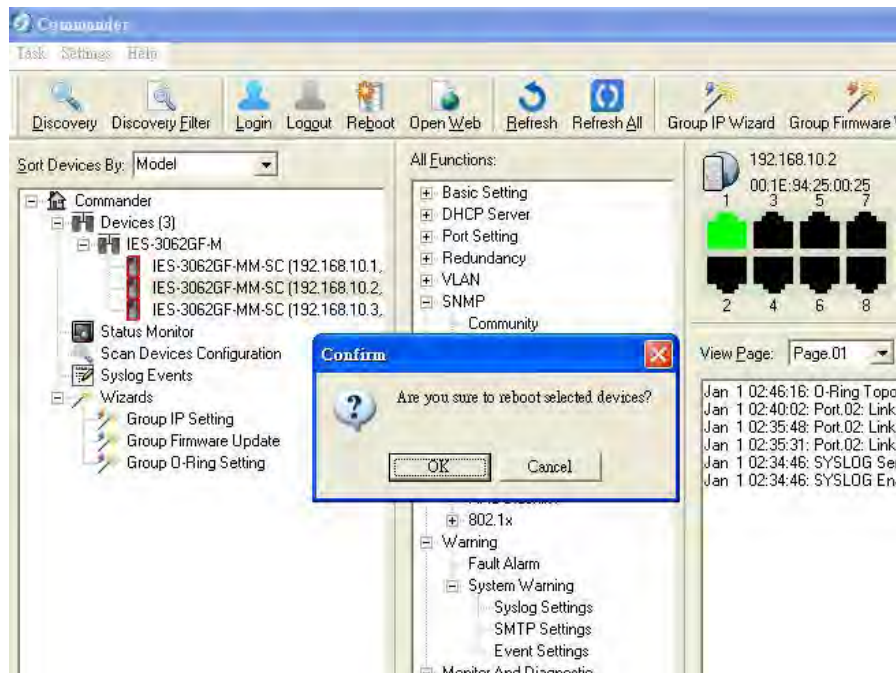 Commander
Task Settings Help
Discovery Discovery Filter Login Logout Reboot Open Web Refresh Refresh All Group IP Wizard Group Firmware
Sort Devices By: Model
Commander
Devices (3)
IES-3062GF-M
IES-3062GF-MM-SC (192.168.10.1,
IES-3062GF-MM-SC (192.168.10.2,
IES-3062GF-MM-SC (192.168.10.3,
Status Monitor
Scan Devices Configuration
Syslog Events
Wizards
Group IP Setting
Group Firmware Update
Group O-Ring Setting
All Functions:
Basic Setting
DHCP Server
Port Setting
Redundancy
VLAN
SNMP
Community
802.1x
Warning
Fault Alarm
System Warning
Syslog Settings
SMTP Settings
Event Settings
Monitor And Diagnostic
Confirm
Are you sure to reboot selected devices?
OK Cancel
192.168.10.2
00.1E:94:25:00:25
1 3 5 7
2 4 6 8
View Page: Page.01
Jan 1 02:46:16: O-Ring Topo
Jan 1 02:40:02: Port.02: Link
Jan 1 02:35:48: Port.02: Link
Jan 1 02:35:31: Port.02: Link
Jan 1 02:34:46: SYSLOG Se
Jan 1 02:34:46: SYSLOG En